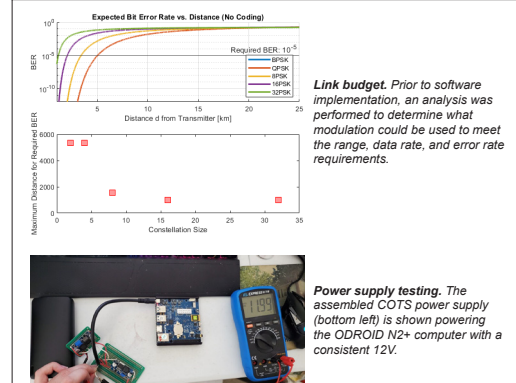 Expected Bit Error Rate vs. Distance (No Coding)
10^0
10^-5
10^-10
BER
Required BER: 10^-5
BPSK
QPSK
8PSK
16PSK
32PSK
5
10
15
20
25
Distance d from Transmitter [km]
Maximum Distance for Required BER
6000
4000
2000
0
0
5
10
15
20
25
30
35
Constellation Size
Link budget. Prior to software
implementation, an analysis was
performed to determine what
modulation could be used to meet
the range, data rate, and error rate
requirements.
Power supply testing. The
assembled COTS power supply
(bottom left) is shown powering
the ODROID N2+ computer with a
consistent 12V.